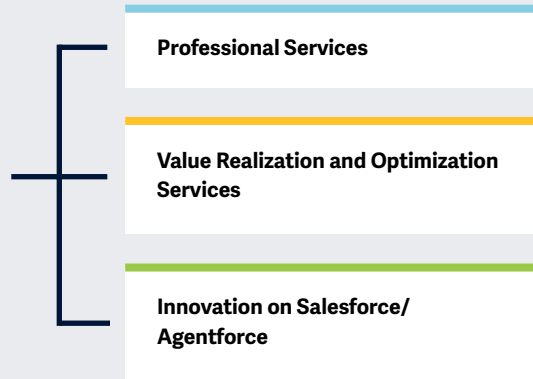 Professional Services
Value Realization and Optimization
Services
Innovation on Salesforce/
Agentforce